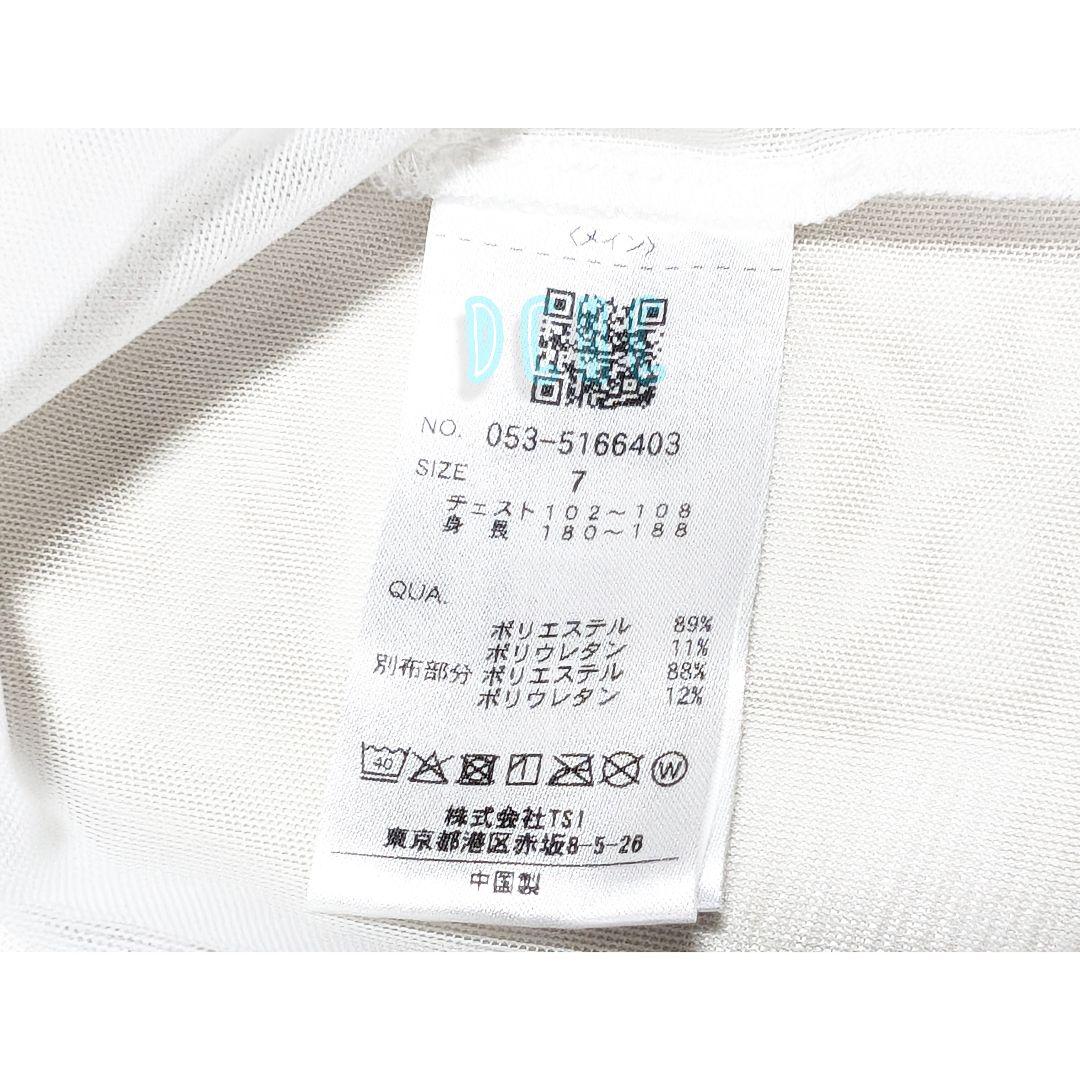 〈メイン〉
NO. 053-5166403
SIZE 7
チェスト 102～108
身長 180～188
QUA.
ポリエステル 89%
ポリウレタン 11%
別布部分 ポリエステル 88%
ポリウレタン 12%
40 W
株式会社TSI
東京都港区赤坂8-5-26
中国製